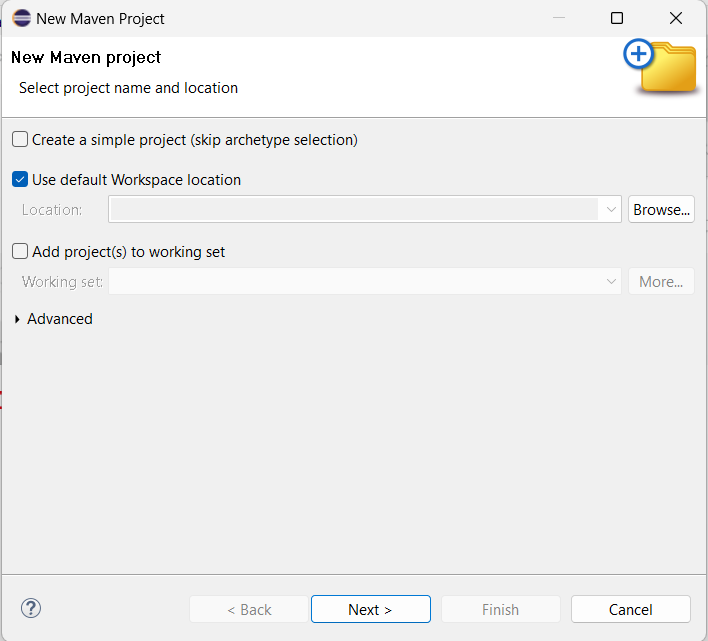 New Maven Project
New Maven project
Select project name and location
Create a simple project (skip archetype selection)
Use default Workspace location
Location:
Browse...
Add project(s) to working set
Working set:
More...
Advanced
?
< Back
Next >
Finish
Cancel